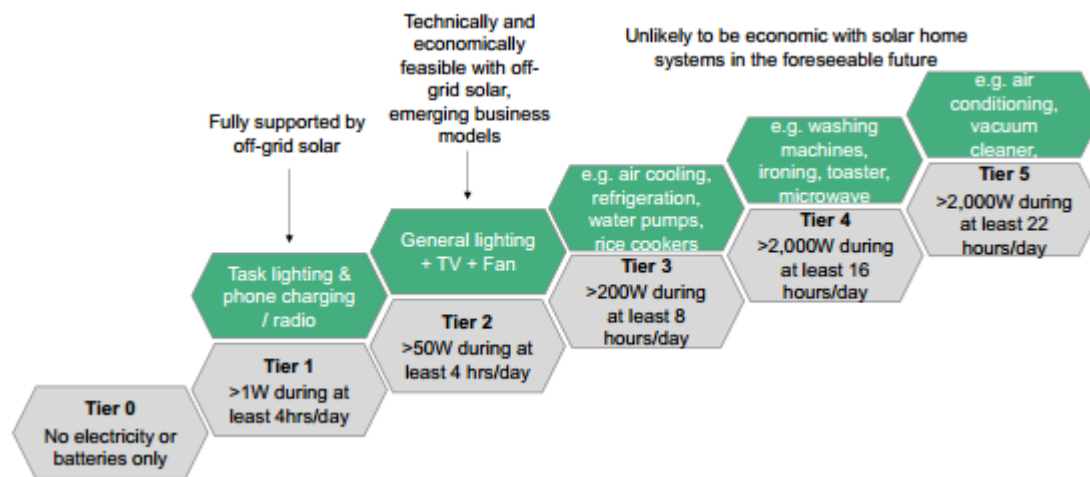 Technically and
economically
feasible with off-
grid solar,
emerging business
models
Unlikely to be economic with solar home
systems in the foreseeable future
Fully supported by
off-grid solar
e.g. air
conditioning,
vacuum
cleaner,
e.g. washing
machines,
ironing, toaster,
microwave
e.g. air cooling,
refrigeration,
water pumps,
rice cookers
General lighting
+ TV + Fan
Task lighting &
phone charging
/ radio
Tier 5
>2,000W during
at least 22
hours/day
Tier 4
>2,000W during
at least 16
hours/day
Tier 3
>200W during
at least 8
hours/day
Tier 2
>50W during at
least 4 hrs/day
Tier 1
>1W during at
least 4hrs/day
Tier 0
No electricity or
batteries only